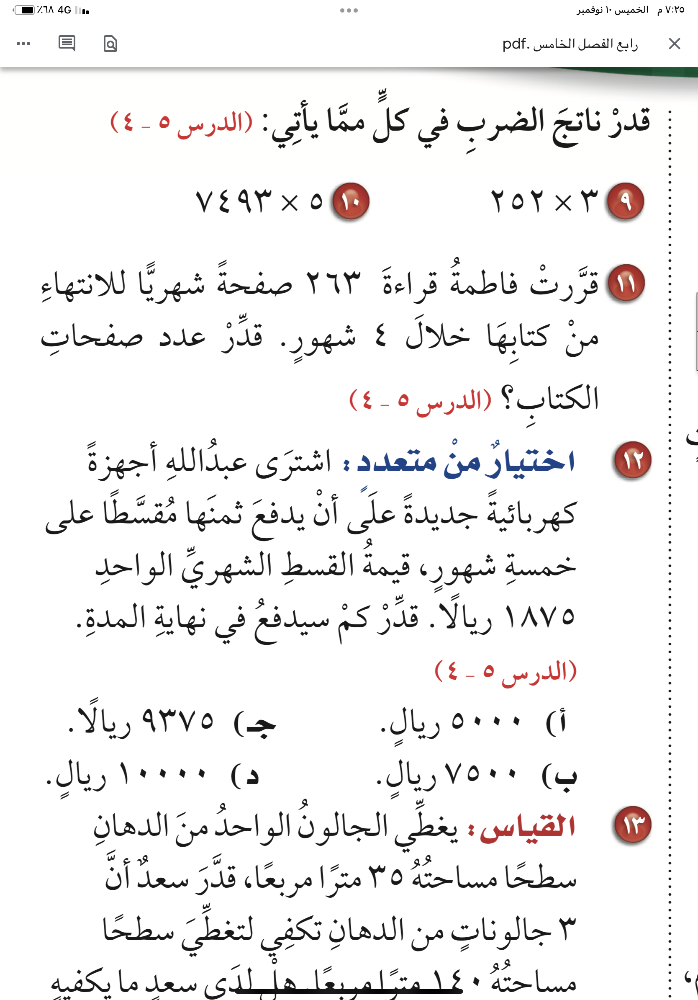 ٧:٢٥ م الخميس ١٠ نوفمبر
4G ٪٦٨
رابع الفصل الخامس .pdf
قدرْ ناتجَ الضربِ في كلٍّ ممَّا يأتِي: (الدرس ٥ - ٤)
٩ ٣ × ٢٥٢
١٠ ٥ × ٧٤٩٣
١١ قرَّرتْ فاطمةُ قراءةَ ٢٦٣ صفحةً شهريًّا للانتهاءِ
منْ كتابِهَا خلالَ ٤ شهورٍ. قدِّرْ عدد صفحاتِ
الكتابِ؟ (الدرس ٥ - ٤)
١٢ اختيارٌ منْ متعددٍ: اشترَى عبدُاللهِ أجهزةً
كهربائيةً جديدةً علَى أنْ يدفعَ ثمنَها مُقسَّطًا على
خمسةِ شهورٍ، قيمةُ القسطِ الشهريِّ الواحدِ
١٨٧٥ ريالًا. قدِّرْ كمْ سيدفعُ في نهايةِ المدةِ.
(الدرس ٥ - ٤)
أ) ٥٠٠٠ ريالٍ. جـ) ٩٣٧٥ ريالًا.
ب) ٧٥٠٠ ريالٍ. د) ١٠٠٠٠ ريالٍ.
١٣ القياس: يغطِّي الجالونُ الواحدُ منَ الدهانِ
سطحًا مساحتُهُ ٣٥ مترًا مربعًا، قدَّرَ سعدٌ أنَّ
٣ جالوناتٍ من الدهانِ تكفِي لتغطِّيَ سطحًا
مساحتُهُ ١٤٠ مترًا مربعًا. هلْ لدَى سعدٍ ما يكفيهِ